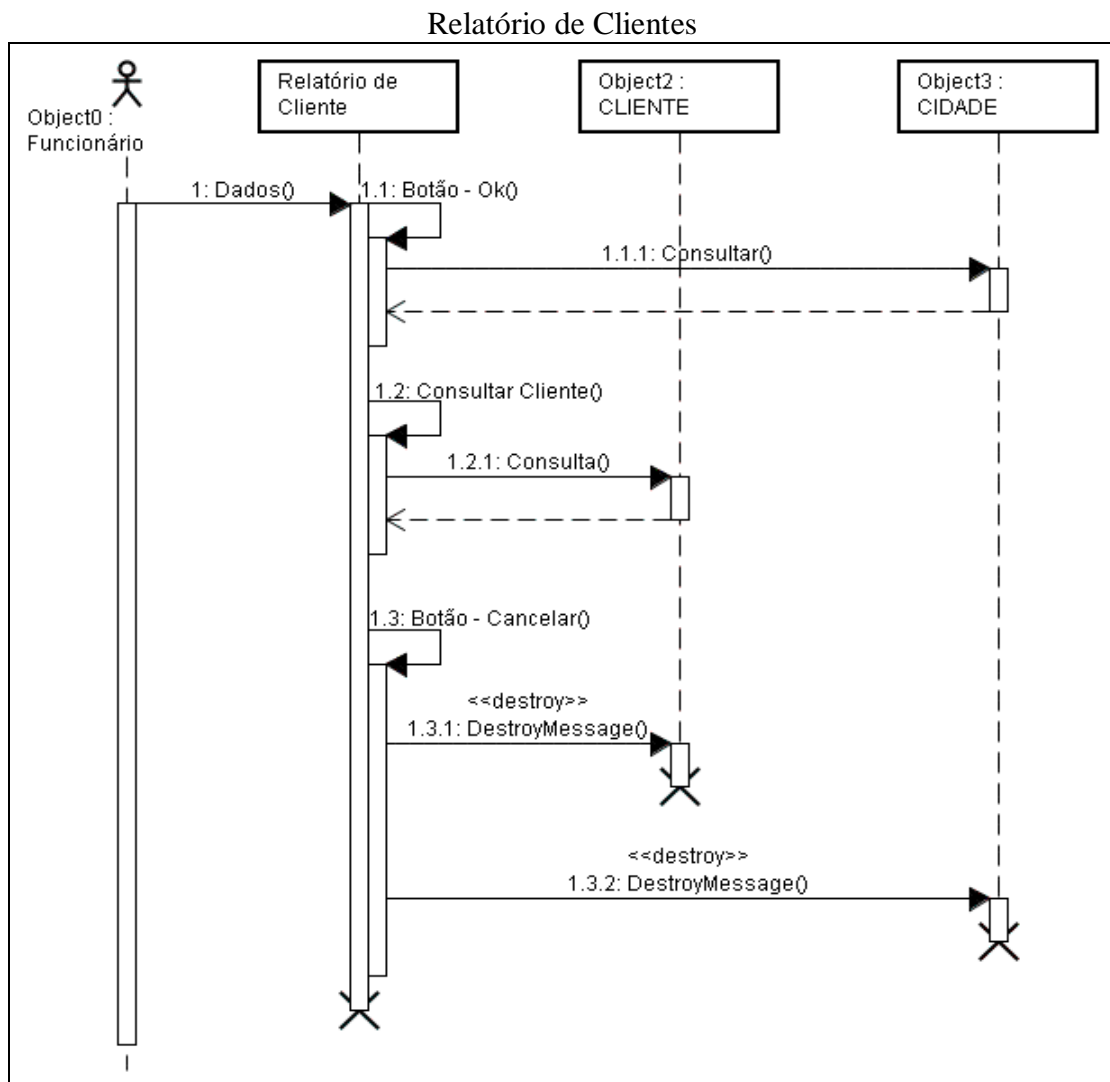 Relatório de Clientes
Object0 :
Funcionário
Relatório de
Cliente
Object2 :
CLIENTE
Object3 :
CIDADE
1: Dados()
1.1: Botão - Ok()
1.1.1: Consultar()
1.2: Consultar Cliente()
1.2.1: Consulta()
1.3: Botão - Cancelar()
<<destroy>>
1.3.1: DestroyMessage()
<<destroy>>
1.3.2: DestroyMessage()